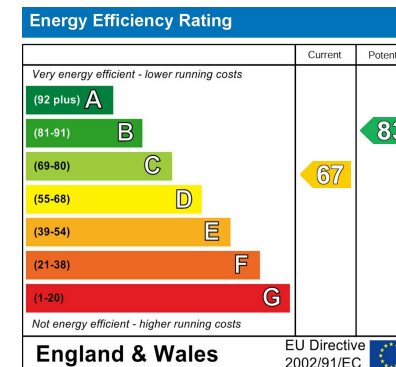 Energy Efficiency Rating
Current
Very energy efficient - lower running costs
(92 plus) A
(81-91) B
(69-80) C
67
(55-68) D
(39-54) E
(21-38) F
(1-20) G
Not energy efficient - higher running costs
England & Wales
EU Directive
2002/91/EC